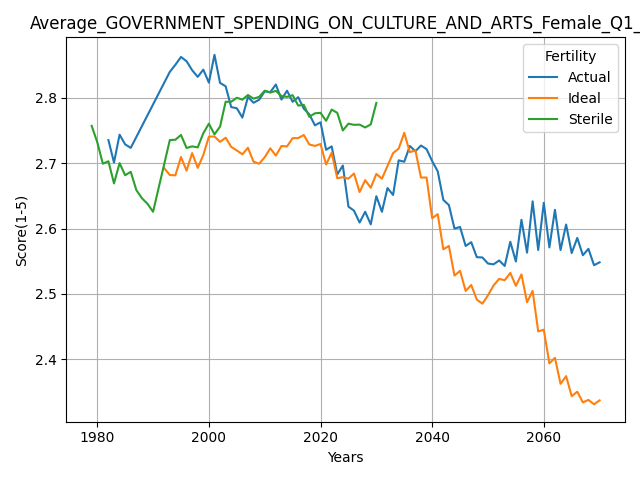 Average_GOVERNMENT_SPENDING_ON_CULTURE_AND_ARTS_Female_Q1_
Fertility
Actual
Ideal
Sterile
Score(1-5)
2.8
2.7
2.6
2.5
2.4
1980 2000 2020 2040 2060
Years